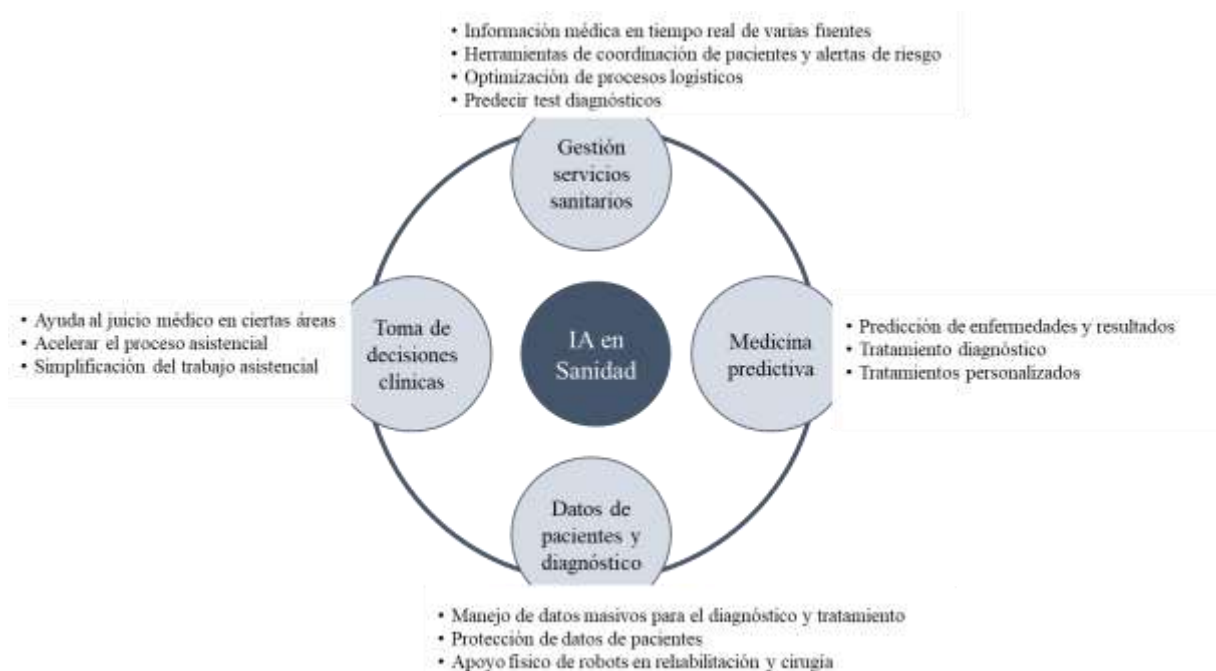 • Información médica en tiempo real de varias fuentes
• Herramientas de coordinación de pacientes y alertas de riesgo
• Optimización de procesos logísticos
• Predecir test diagnósticos
Gestión
servicios
sanitarios
• Ayuda al juicio médico en ciertas áreas
• Acelerar el proceso asistencial
• Simplificación del trabajo asistencial
Toma de
decisiones
clínicas
IA en
Sanidad
Medicina
predictiva
• Predicción de enfermedades y resultados
• Tratamiento diagnóstico
• Tratamientos personalizados
Datos de
pacientes y
diagnóstico
• Manejo de datos masivos para el diagnóstico y tratamiento
• Protección de datos de pacientes
• Apoyo físico de robots en rehabilitación y cirugía